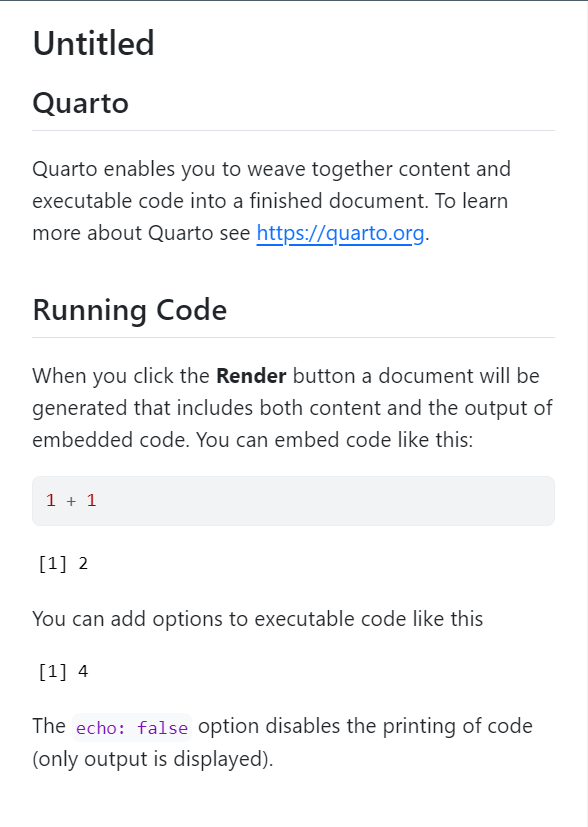 Untitled
Quarto
Quarto enables you to weave together content and
executable code into a finished document. To learn
more about Quarto see https://quarto.org.
Running Code
When you click the Render button a document will be
generated that includes both content and the output of
embedded code. You can embed code like this:
1 + 1
[1] 2
You can add options to executable code like this
[1] 4
The echo: false option disables the printing of code
(only output is displayed).